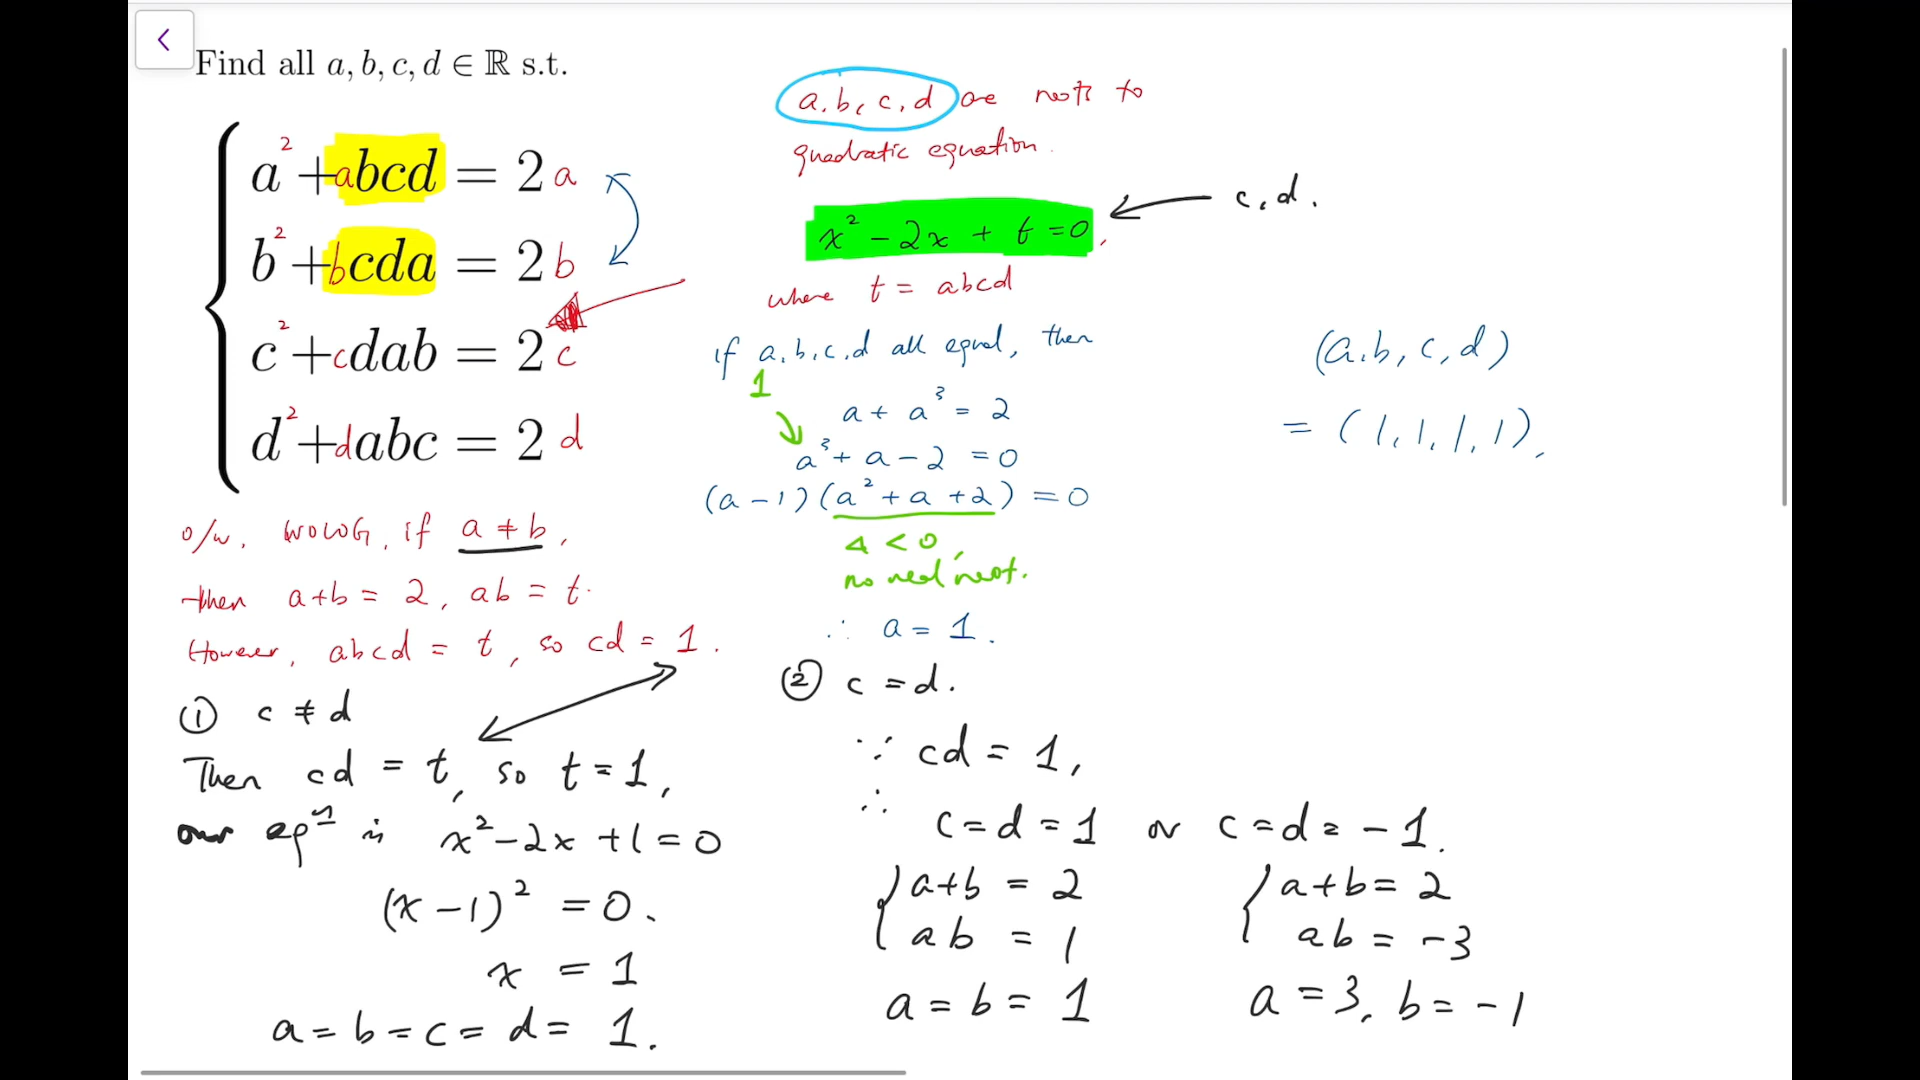 Find all a, b, c, d ∈ ℝ s.t.
a² + abcd = 2a
b² + bcda = 2b
c² + cdab = 2c
d² + dabc = 2d
a, b, c, d are roots to
quadratic equation.
x² - 2x + t = 0, ← c, d.
where t = abcd
if a, b, c, d all equal, then
1
a + a³ = 2
a³ + a - 2 = 0
(a - 1)(a² + a + 2) = 0
Δ < 0,
no real root.
∴ a = 1.
(a, b, c, d)
= (1, 1, 1, 1),
o/w, WOLOG, if a ≠ b,
then a+b = 2, ab = t.
However, abcd = t, so cd = 1.
① c ≠ d
Then cd = t, so t = 1,
our eqⁿ is x² - 2x + 1 = 0
(x - 1)² = 0.
x = 1
a = b = c = d = 1.
② c = d.
∵ cd = 1,
∴ c = d = 1 or c = d = -1.
{ a+b = 2
ab = 1
a = b = 1
{ a+b = 2
ab = -3
a = 3, b = -1